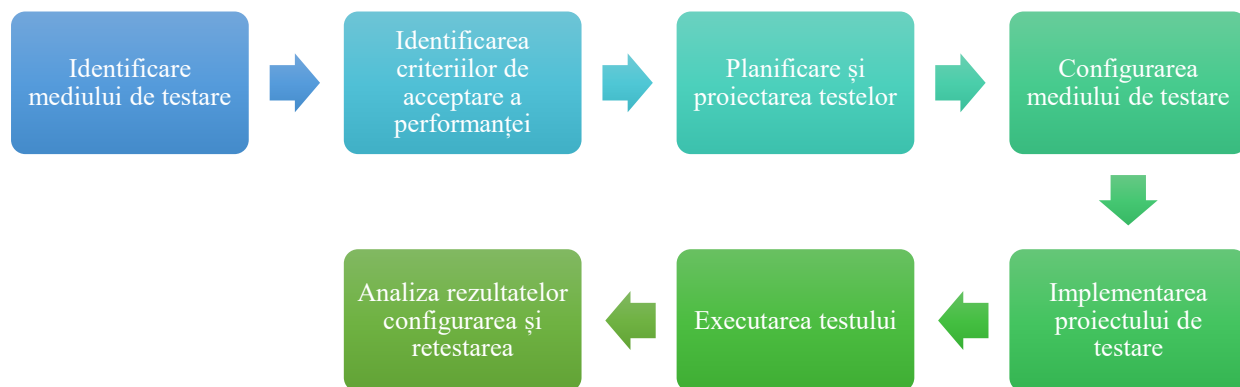 Identificare
mediului de testare
Identificarea
criteriilor de
acceptare a
performanței
Planificare și
proiectarea testelor
Configurarea
mediului de testare
Implementarea
proiectului de
testare
Executarea testului
Analiza rezultatelor
configurarea și
retestarea